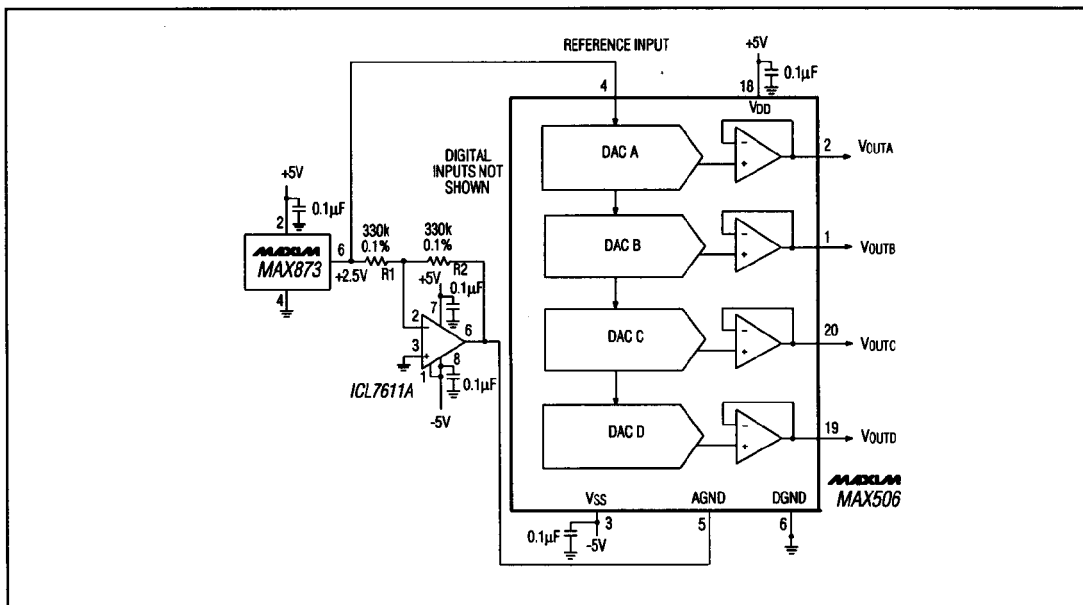 REFERENCE INPUT
+5V
0.1µF
4
18
VDD
DIGITAL
INPUTS NOT
SHOWN
DAC A
-
+
2
VOUTA
+5V
0.1µF
2
MAXIM
MAX873
6
+2.5V
4
330k
0.1%
R1
330k
0.1%
R2
+5V
0.1µF
7
2
-
3
+
6
1
8
0.1µF
ICL7611A
-5V
DAC B
-
+
1
VOUTB
DAC C
-
+
20
VOUTC
DAC D
-
+
19
VOUTD
MAXIM
MAX506
VSS
AGND
DGND
3
5
6
0.1µF
-5V